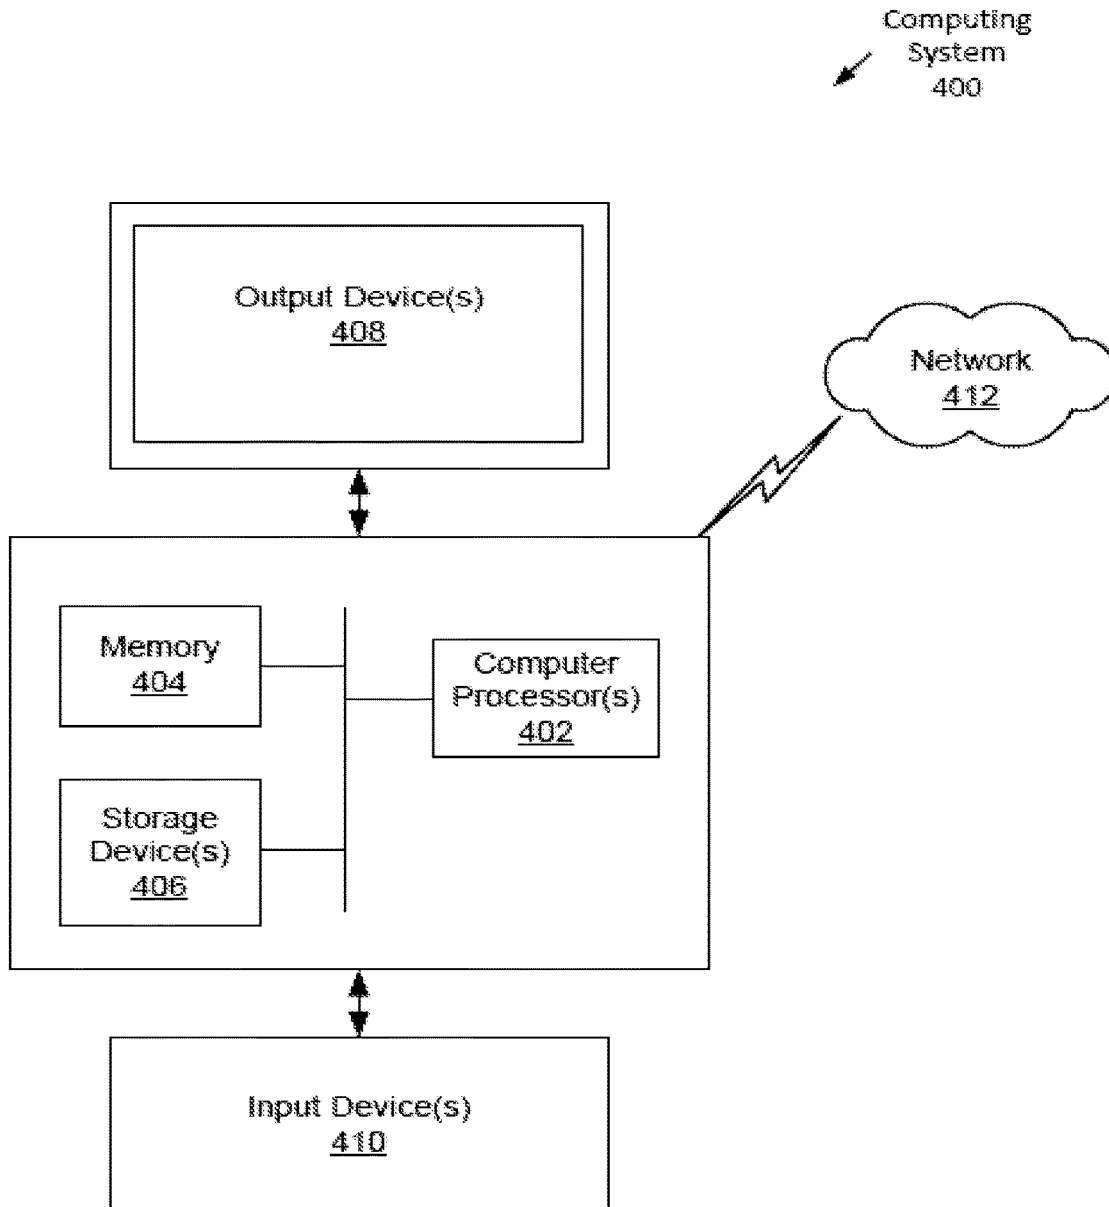 Computing
System
400
Output Device(s)
408
Network
412
Memory
404
Computer
Processor(s)
402
Storage
Device(s)
406
Input Device(s)
410